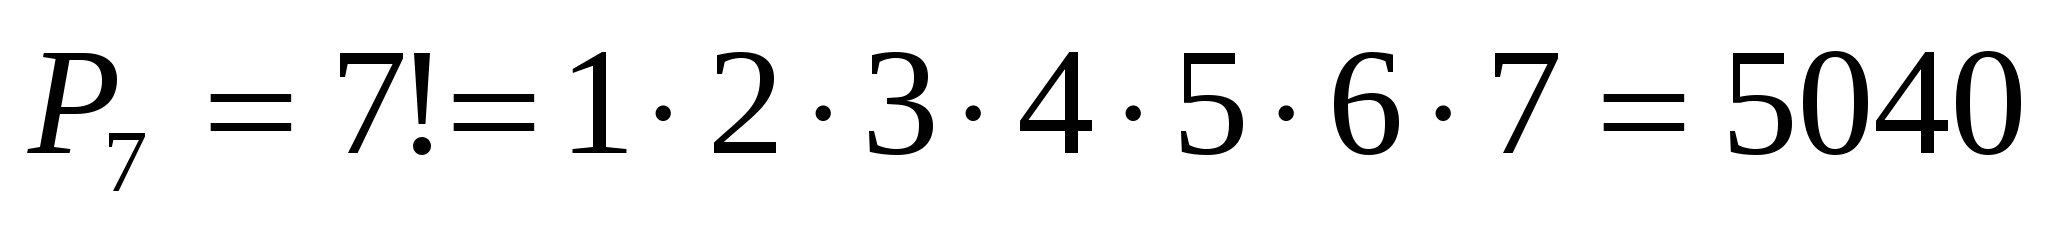 P₇ = 7! = 1 · 2 · 3 · 4 · 5 · 6 · 7 = 5040